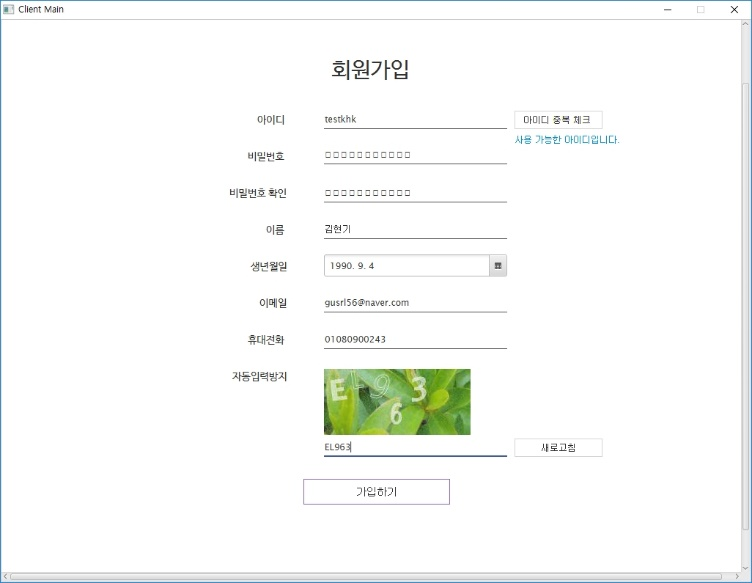 Client Main
회원가입
아이디 testkhk 아이디 중복 체크
사용 가능한 아이디입니다.
비밀번호 □□□□□□□□□□□
비밀번호 확인 □□□□□□□□□□□
이름 김현기
생년월일 1990. 9. 4
이메일 gusrl56@naver.com
휴대전화 01080900243
자동입력방지 EL9 3
6
EL963 새로고침
가입하기